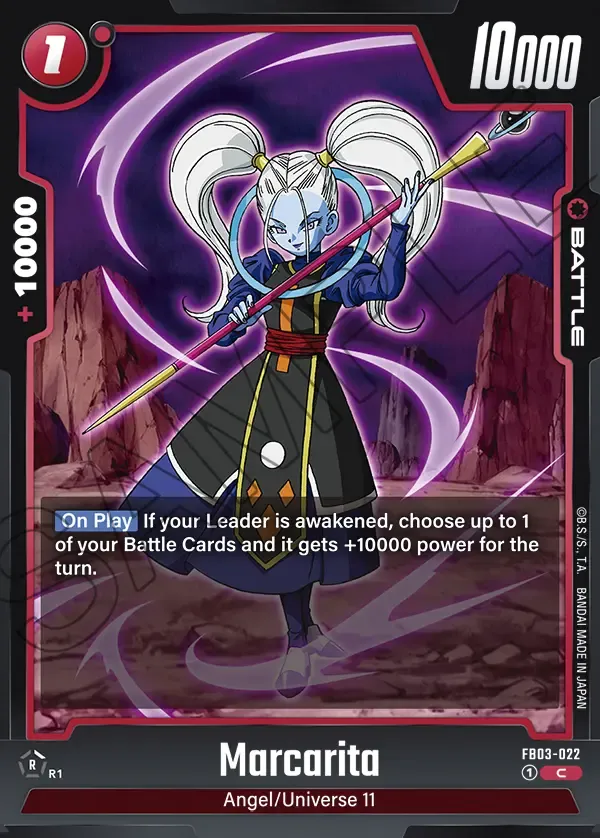 1
10000
+10000
BATTLE
SAMPLE
On Play If your Leader is awakened, choose up to 1
of your Battle Cards and it gets +10000 power for the
turn.
©B.S./S., T.A. BANDAI MADE IN JAPAN
R
R1
Marcarita
FB03-022
1 C
Angel/Universe 11